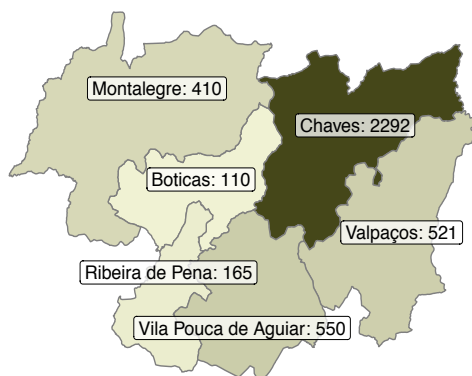 Montalegre: 410
Chaves: 2292
Boticas: 110
Valpaços: 521
Ribeira de Pena: 165
Vila Pouca de Aguiar: 550